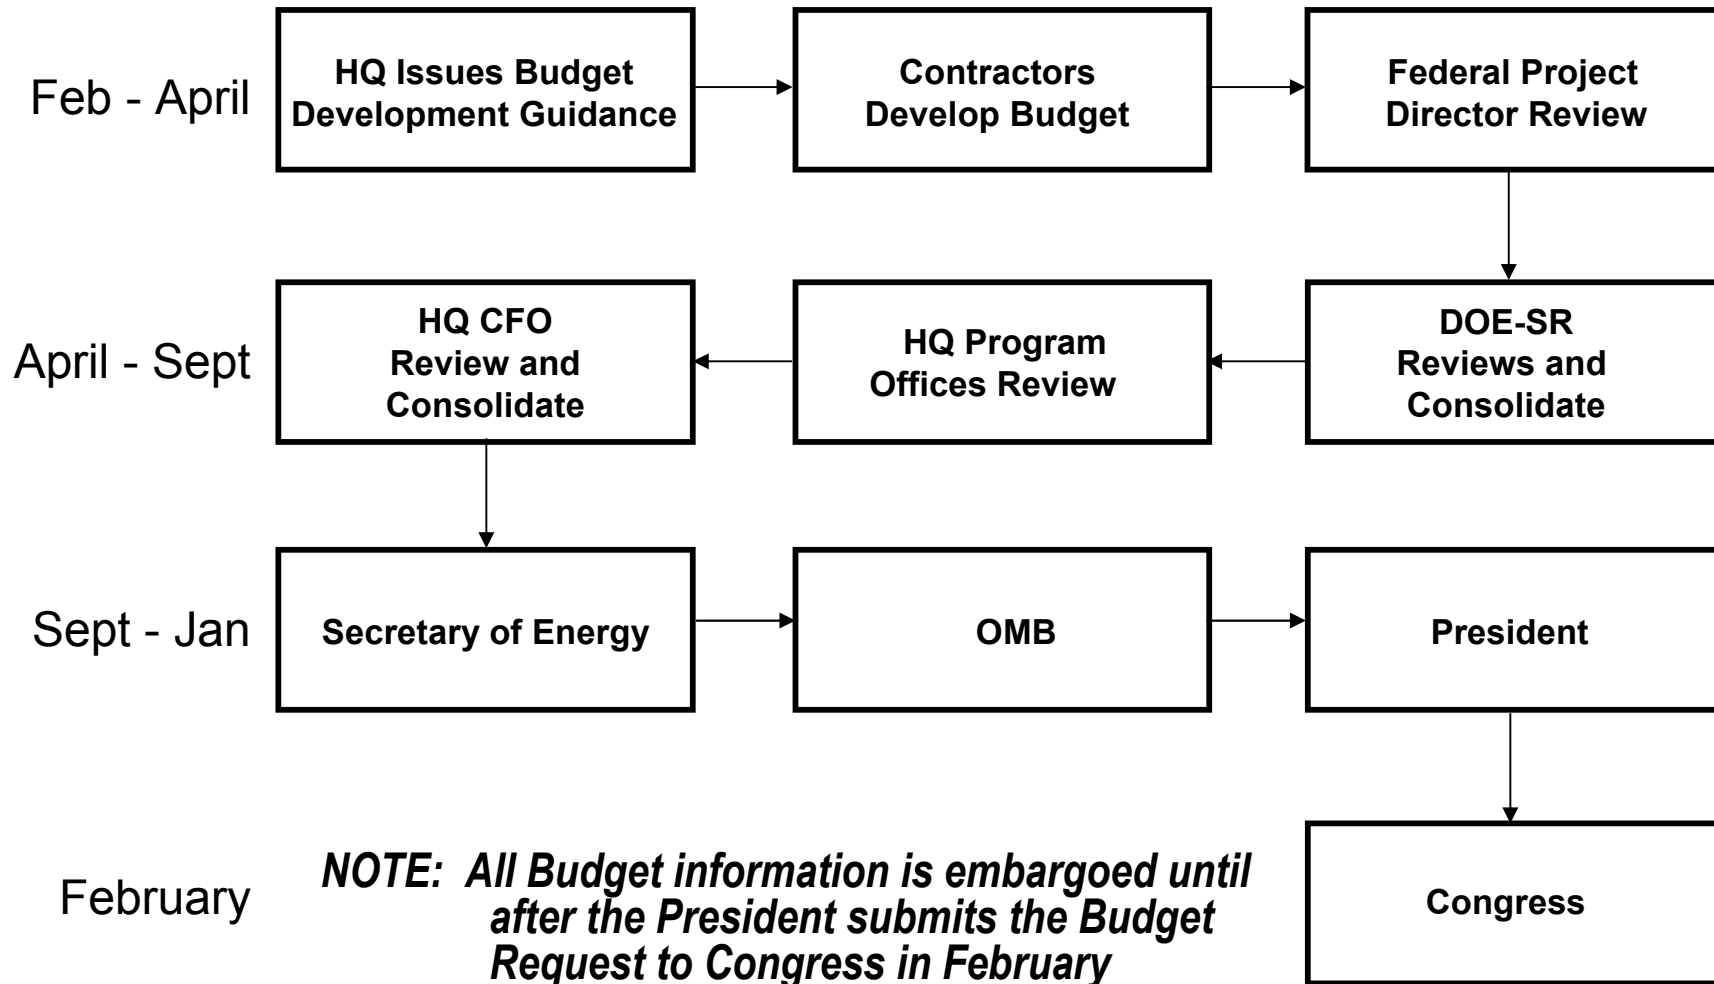 Feb - April
HQ Issues Budget
Development Guidance
Contractors
Develop Budget
Federal Project
Director Review
April - Sept
HQ CFO
Review and
Consolidate
HQ Program
Offices Review
DOE-SR
Reviews and
Consolidate
Sept - Jan
Secretary of Energy
OMB
President
February
NOTE: All Budget information is embargoed until
after the President submits the Budget
Request to Congress in February
Congress